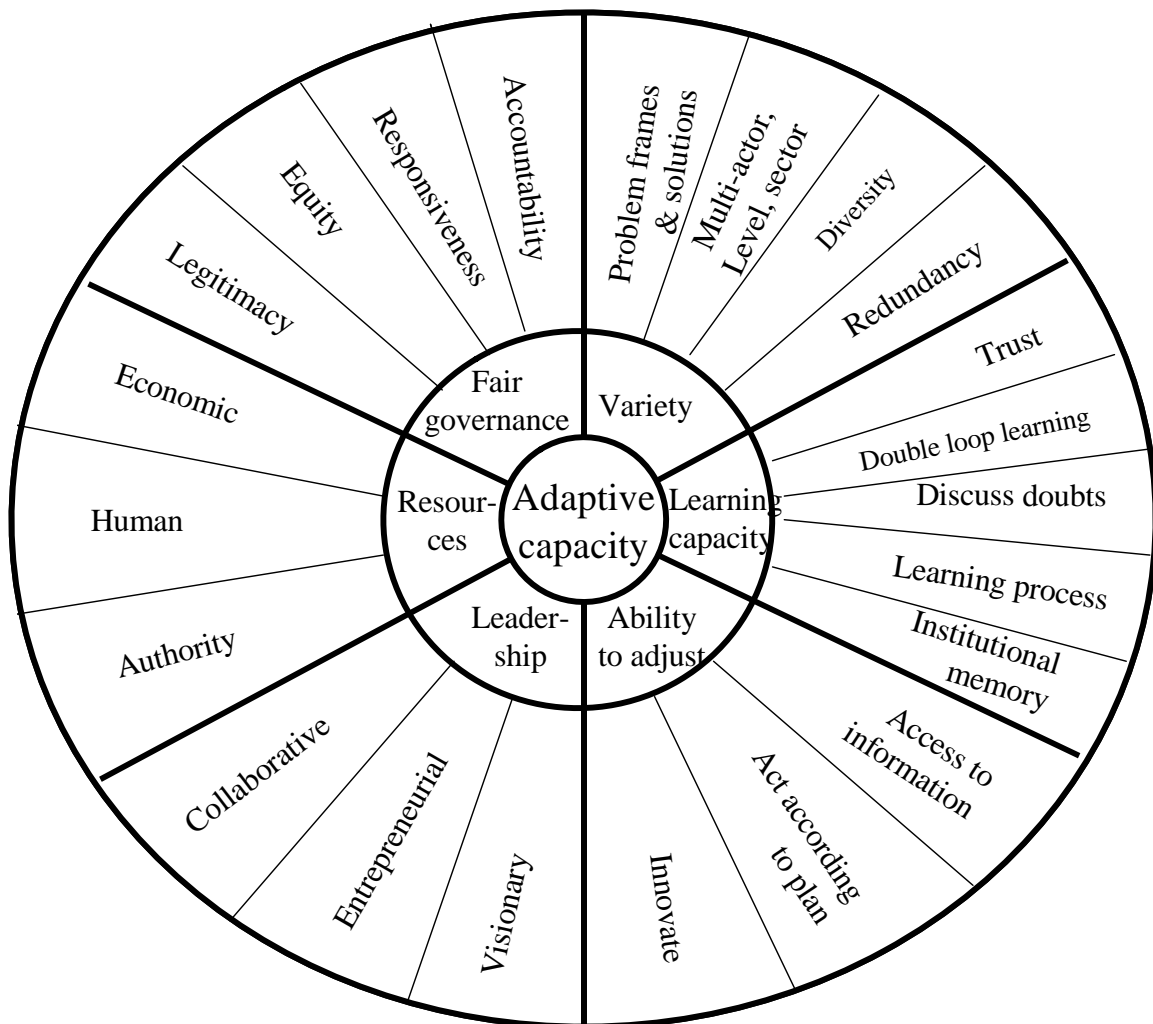 Adaptive
capacity
Variety
Problem frames
& solutions
Multi-actor,
Level, sector
Diversity
Redundancy
Learning
capacity
Trust
Double loop learning
Discuss doubts
Learning process
Institutional
memory
Ability
to adjust
Access to
information
Act according
to plan
Innovate
Leader-
ship
Visionary
Entrepreneurial
Collaborative
Resour-
ces
Authority
Human
Economic
Fair
governance
Legitimacy
Equity
Responsiveness
Accountability